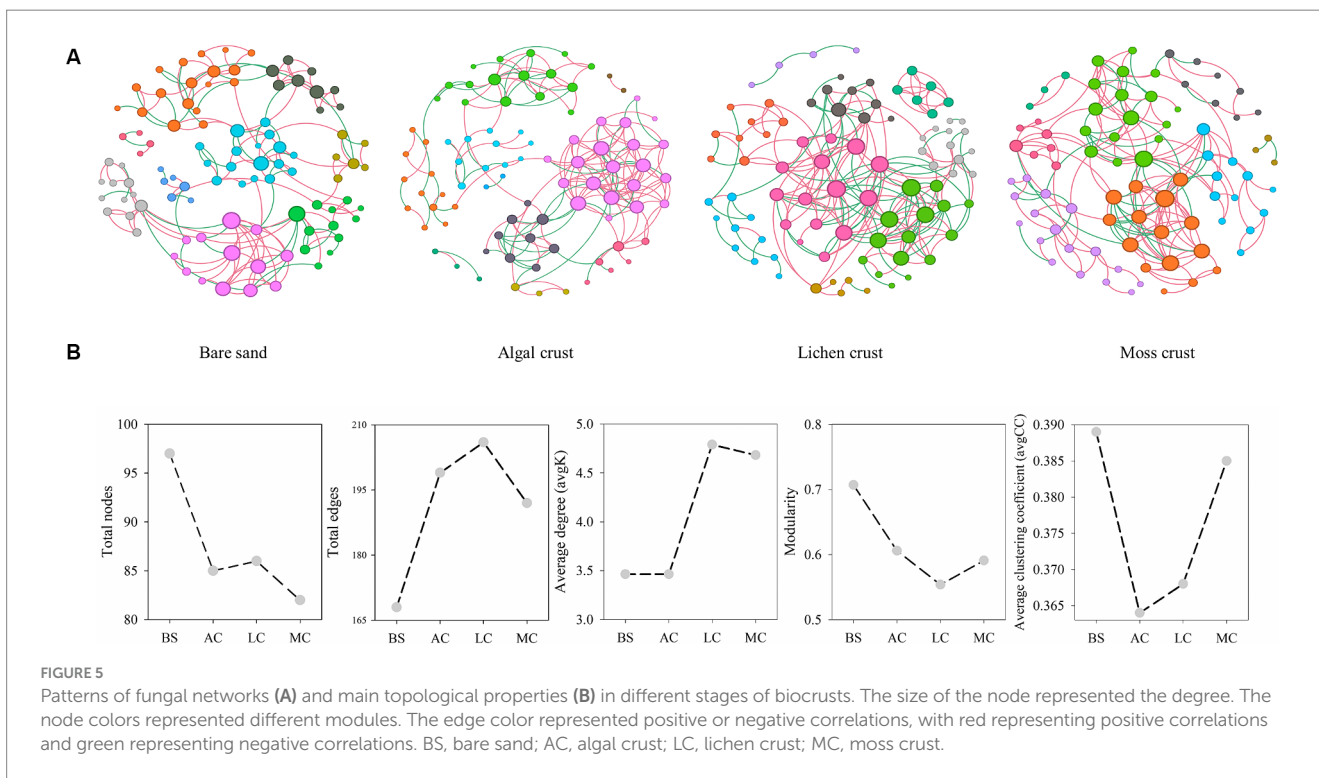 A
Bare sand
Algal crust
Lichen crust
Moss crust
B
Total nodes
100
95
90
85
80
BS
AC
LC
MC
Total edges
210
195
180
165
BS
AC
LC
MC
Average degree (avgK)
5.0
4.5
4.0
3.5
3.0
BS
AC
LC
MC
Modularity
0.8
0.7
0.6
0.5
BS
AC
LC
MC
Average clustering coefficient (avgCC)
0.390
0.385
0.380
0.375
0.370
0.365
BS
AC
LC
MC
FIGURE 5
Patterns of fungal networks (A) and main topological properties (B) in different stages of biocrusts. The size of the node represented the degree. The
node colors represented different modules. The edge color represented positive or negative correlations, with red representing positive correlations
and green representing negative correlations. BS, bare sand; AC, algal crust; LC, lichen crust; MC, moss crust.